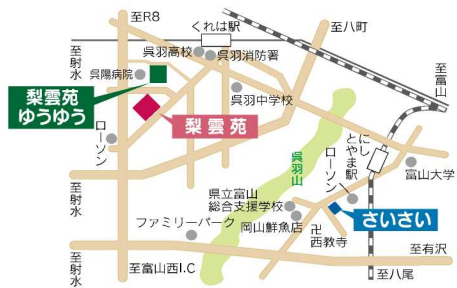 至R8
くれは駅
至八町
至射水
呉羽高校
呉羽消防署
至富山
呉陽病院
呉羽中学校
梨雲苑
ゆうゆう
梨雲苑
ローソン
呉羽山
にしとやま駅
ローソン
富山大学
至射水
県立富山
総合支援学校
さいさい
ファミリーパーク
岡山鮮魚店
卍
西教寺
至有沢
至射水
至富山西I.C
至八尾